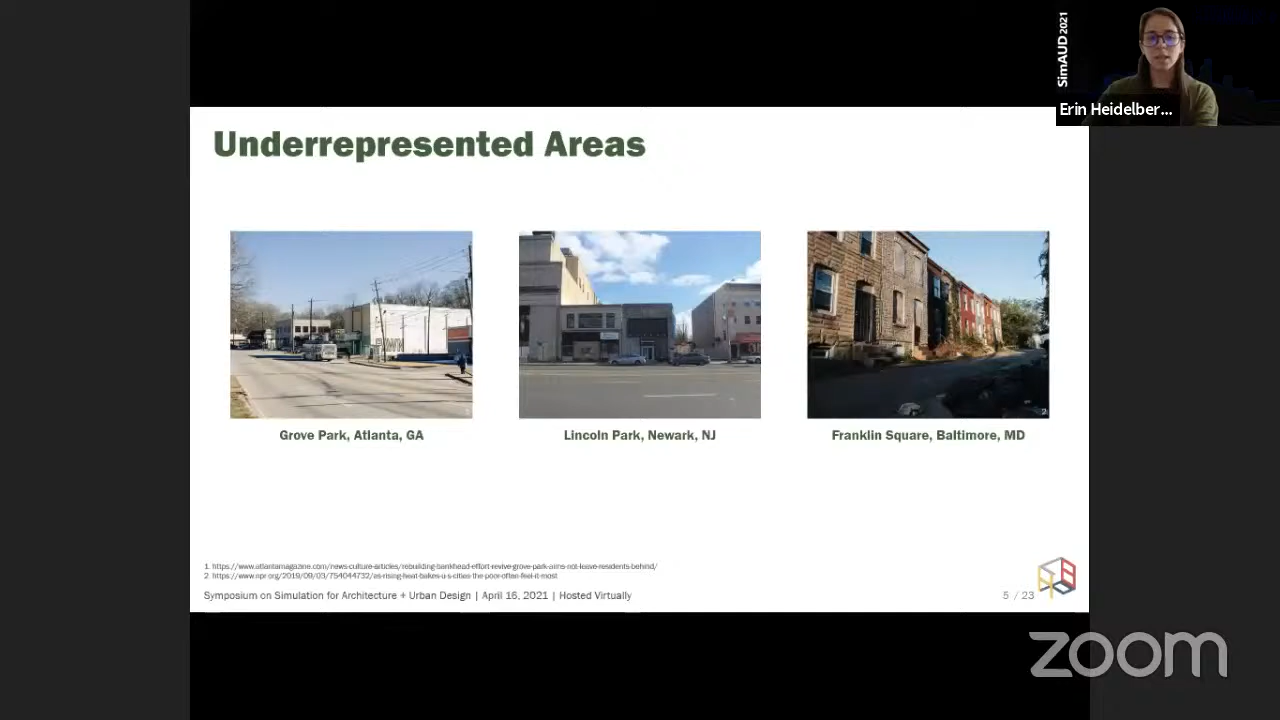 SimAUD2021
Erin Heidelber...
Underrepresented Areas
1
2
Grove Park, Atlanta, GA
Lincoln Park, Newark, NJ
Franklin Square, Baltimore, MD
1 https://www.atlantamagazine.com/news-culture-articles/rebuilding-bankhead-effort-revive-grove-park-aims-not-leave-residents-behind/
2 https://www.npr.org/2019/09/03/754044732/as-rising-heat-bakes-u-s-cities-the-poor-often-feel-it-most
Symposium on Simulation for Architecture + Urban Design | April 16, 2021 | Hosted Virtually
5 / 23
zoom